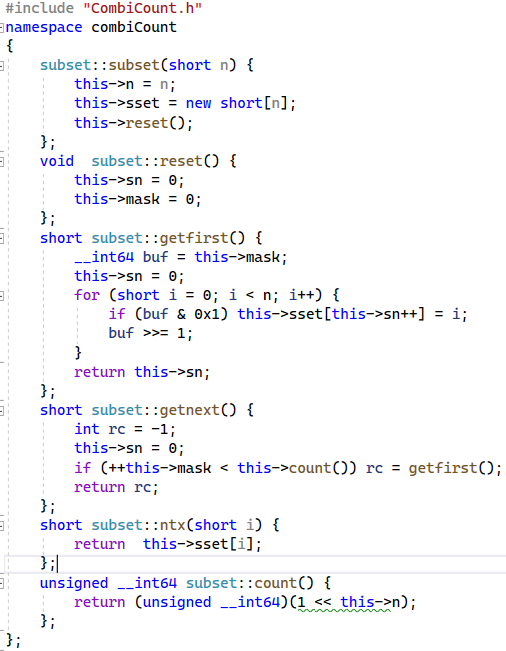 #include "CombiCount.h"
namespace combiCount
{
    subset::subset(short n) {
        this->n = n;
        this->sset = new short[n];
        this->reset();
    };
    void  subset::reset() {
        this->sn = 0;
        this->mask = 0;
    };
    short subset::getfirst() {
        __int64 buf = this->mask;
        this->sn = 0;
        for (short i = 0; i < n; i++) {
            if (buf & 0x1) this->sset[this->sn++] = i;
            buf >>= 1;
        }
        return this->sn;
    };
    short subset::getnext() {
        int rc = -1;
        this->sn = 0;
        if (++this->mask < this->count()) rc = getfirst();
        return rc;
    };
    short subset::ntx(short i) {
        return  this->sset[i];
    };
    unsigned __int64 subset::count() {
        return (unsigned __int64)(1 << this->n);
    };
};